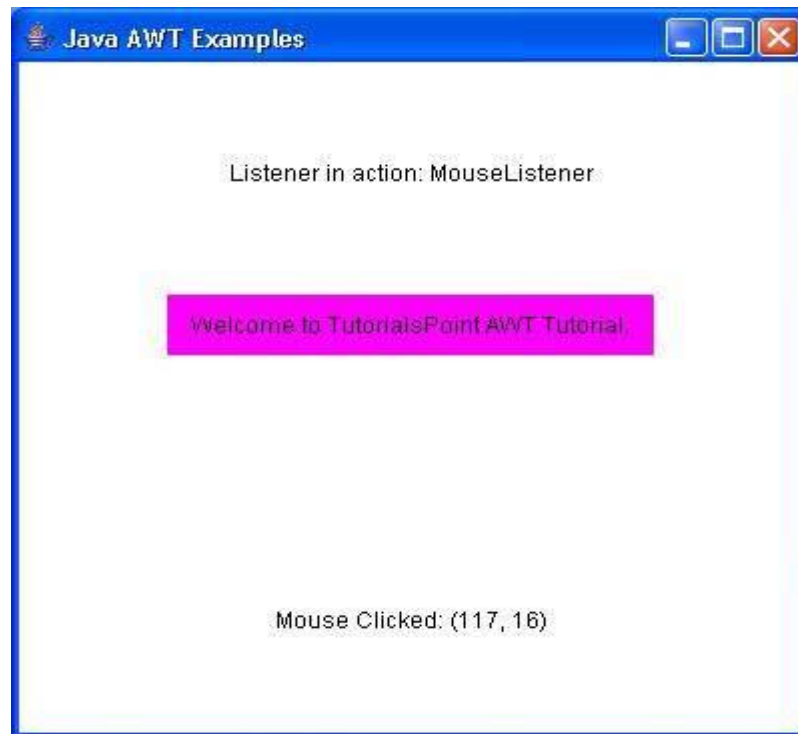 Java AWT Examples
Listener in action: MouseListener
Welcome to TutorialsPoint AWT Tutorial.
Mouse Clicked: (117, 16)